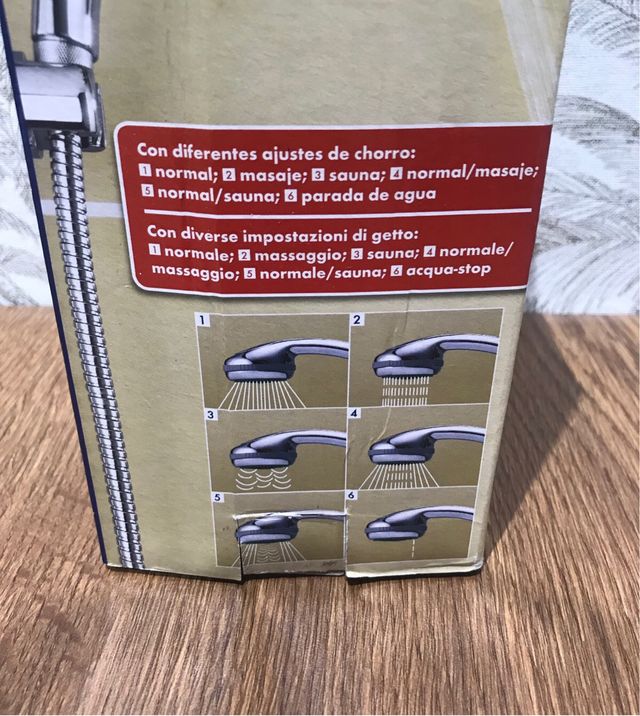 Con diferentes ajustes de chorro:
1 normal; 2 masaje; 3 sauna; 4 normal/masaje;
5 normal/sauna; 6 parada de agua
Con diverse impostazioni di getto:
1 normale; 2 massaggio; 3 sauna; 4 normale/
massaggio; 5 normale/sauna; 6 acqua-stop
1 2
3 4
5 6